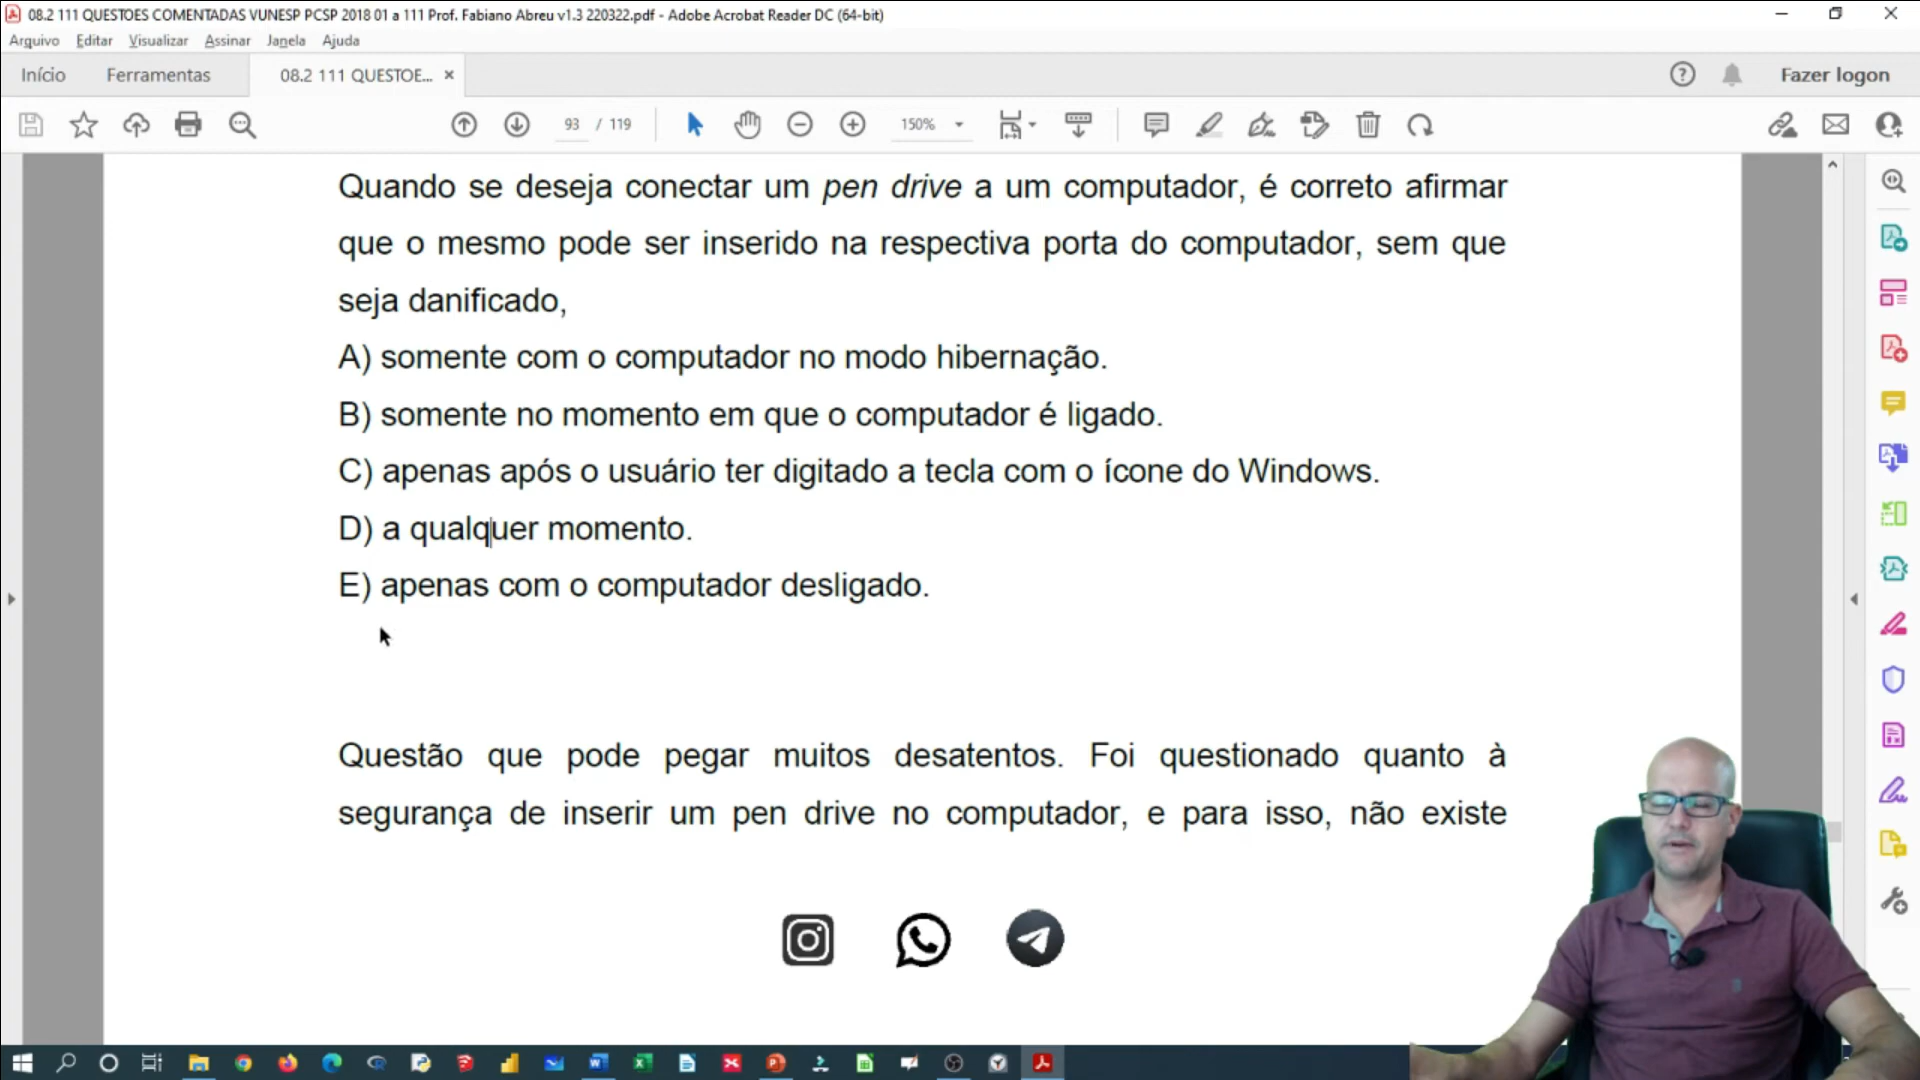 08.2 111 QUESTOES COMENTADAS VUNESP PCSP 2018 01 a 111 Prof. Fabiano Abreu v1.3 220322.pdf - Adobe Acrobat Reader DC (64-bit)
Arquivo Editar Visualizar Assinar Janela Ajuda
Início Ferramentas 08.2 111 QUESTOE... × Fazer logon
93 / 119 150%
Quando se deseja conectar um pen drive a um computador, é correto afirmar
que o mesmo pode ser inserido na respectiva porta do computador, sem que
seja danificado,
A) somente com o computador no modo hibernação.
B) somente no momento em que o computador é ligado.
C) apenas após o usuário ter digitado a tecla com o ícone do Windows.
D) a qualquer momento.
E) apenas com o computador desligado.
Questão que pode pegar muitos desatentos. Foi questionado quanto à
segurança de inserir um pen drive no computador, e para isso, não existe